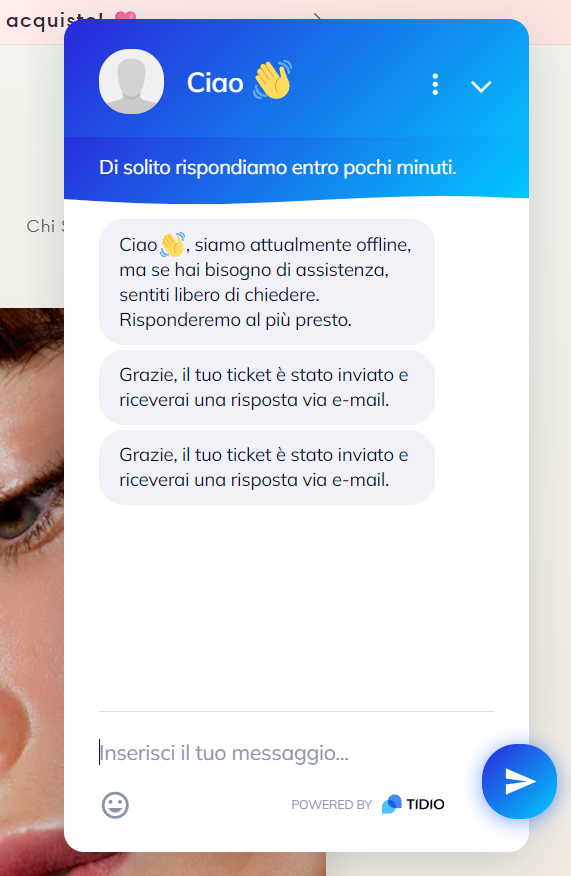 acquisto! 💗
Ciao 👋
Di solito rispondiamo entro pochi minuti.
Chi
Ciao👋, siamo attualmente offline,
ma se hai bisogno di assistenza,
sentiti libero di chiedere.
Risponderemo al più presto.
Grazie, il tuo ticket è stato inviato e
riceverai una risposta via e-mail.
Grazie, il tuo ticket è stato inviato e
riceverai una risposta via e-mail.
Inserisci il tuo messaggio...
POWERED BY TIDIO